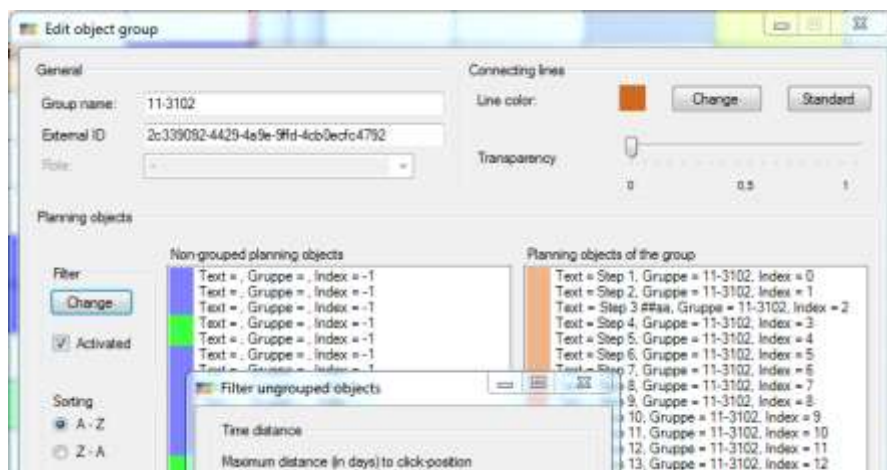 Edit object group
General
Connecting lines
Group name: 11-3102
Line color: Change Standard
External ID 2c339092-4429-4a9e-9ffd-4cb0ecfc4792
Role:
Transparency
0 0,5 1
Planning objects
Non-grouped planning objects
Planning objects of the group
Filter
Change
Activated
Sorting
A - Z
Z - A
Text = , Gruppe = , Index = -1
Text = , Gruppe = , Index = -1
Text = , Gruppe = , Index = -1
Text = , Gruppe = , Index = -1
Text = , Gruppe = , Index = -1
Text = , Gruppe = , Index = -1
Text = Step 1, Gruppe = 11-3102, Index = 0
Text = Step 2, Gruppe = 11-3102, Index = 1
Text = Step 3 ##aa, Gruppe = 11-3102, Index = 2
Text = Step 4, Gruppe = 11-3102, Index = 3
Text = Step 5, Gruppe = 11-3102, Index = 4
Text = Step 6, Gruppe = 11-3102, Index = 5
7, Gruppe = 11-3102, Index = 6
8, Gruppe = 11-3102, Index = 7
9, Gruppe = 11-3102, Index = 8
10, Gruppe = 11-3102, Index = 9
11, Gruppe = 11-3102, Index = 10
12, Gruppe = 11-3102, Index = 11
13, Gruppe = 11-3102, Index = 12
Filter ungrouped objects
Time distance
Maximum distance (in days) to click-position